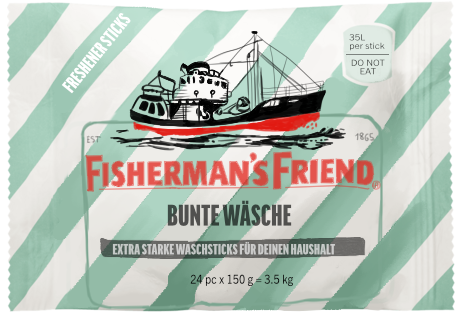 FRESHENER STICKS
35L
per stick
DO NOT
EAT
EST 1865
FISHERMAN'S FRIEND®
BUNTE WÄSCHE
EXTRA STARKE WASCHSTICKS FÜR DEINEN HAUSHALT
24 pc x 150 g = 3.5 kg